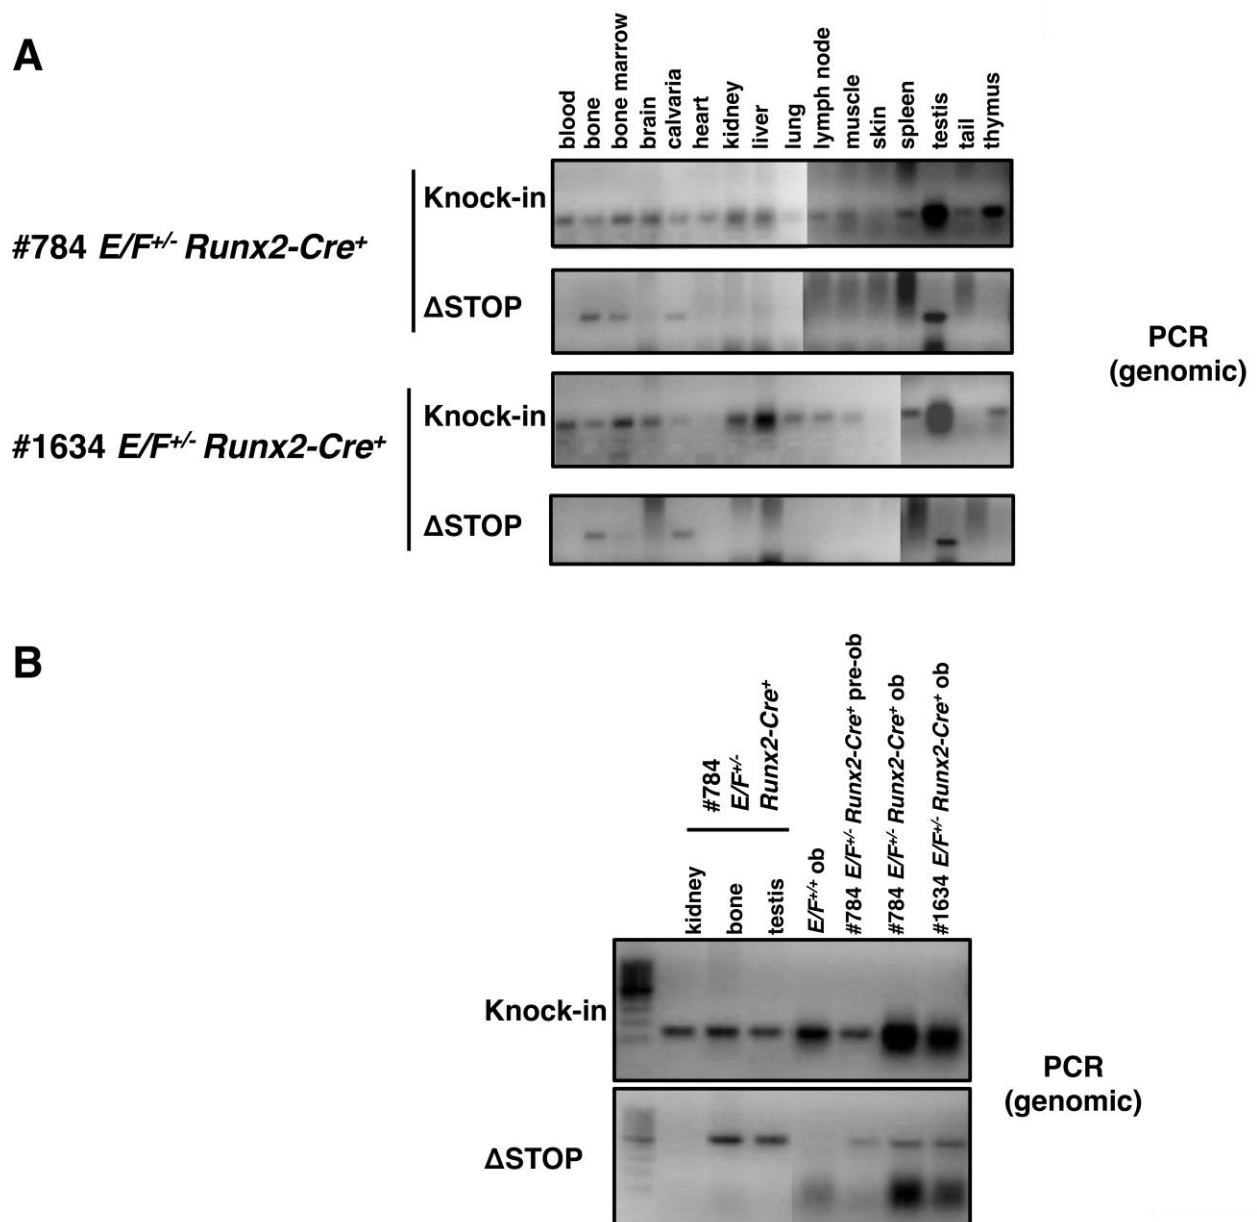 A
blood
bone
bone marrow
brain
calvaria
heart
kidney
liver
lung
lymph node
muscle
skin
spleen
testis
tail
thymus
#784 E/F+/- Runx2-Cre+
Knock-in
ΔSTOP
#1634 E/F+/- Runx2-Cre+
Knock-in
ΔSTOP
PCR
(genomic)
B
#784
E/F+/-
Runx2-Cre+
kidney
bone
testis
E/F+/+ ob
#784 E/F+/- Runx2-Cre+ pre-ob
#784 E/F+/- Runx2-Cre+ ob
#1634 E/F+/- Runx2-Cre+ ob
Knock-in
ΔSTOP
PCR
(genomic)